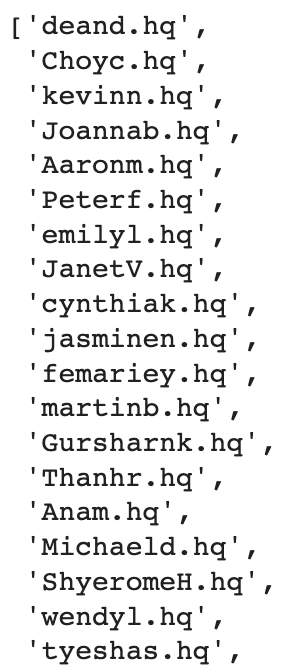 ['deand.hq',
'Choyc.hq',
'kevinn.hq',
'Joannab.hq',
'Aaronm.hq',
'Peterf.hq',
'emilyl.hq',
'JanetV.hq',
'cynthiak.hq',
'jasminen.hq',
'femariey.hq',
'martinb.hq',
'Gursharnk.hq',
'Thanhr.hq',
'Anam.hq',
'Michaeld.hq',
'ShyeromeH.hq',
'wendyl.hq',
'tyeshas.hq',